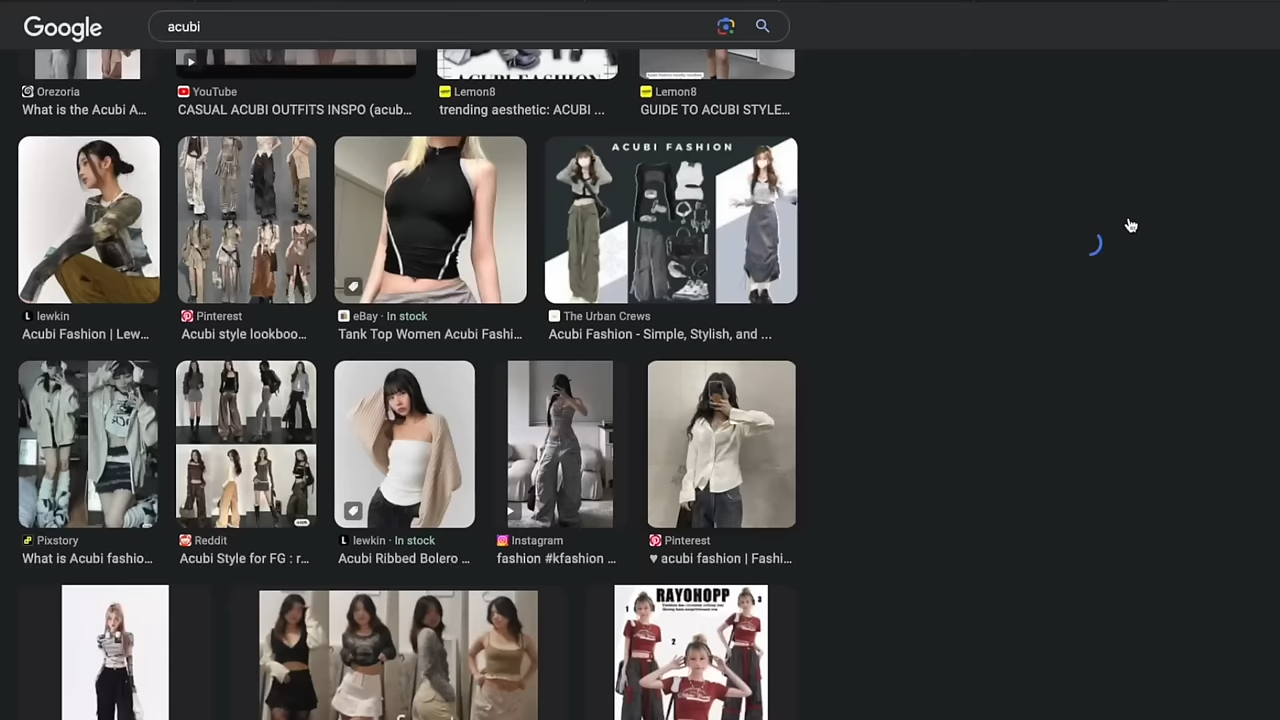 Google
acubi
Orezoria
What is the Acubi A...
YouTube
CASUAL ACUBI OUTFITS INSPO (acub...
Lemon8
trending aesthetic: ACUBI ...
Lemon8
GUIDE TO ACUBI STYLE...
ACUBI FASHION
lewkin
Acubi Fashion | Lew...
Pinterest
Acubi style lookboo...
eBay · In stock
Tank Top Women Acubi Fashi...
The Urban Crews
Acubi Fashion - Simple, Stylish, and ...
Pixstory
What is Acubi fashio...
Reddit
Acubi Style for FG : r...
lewkin · In stock
Acubi Ribbed Bolero ...
Instagram
fashion #kfashion ...
Pinterest
♥ acubi fashion | Fashi...
RAYOHOPP
1
2
3